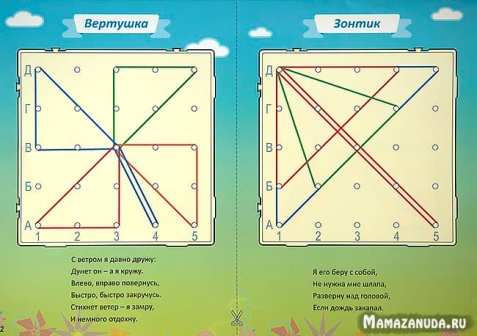 Вертушка
Д
Г
В
Б
А
1 2 3 4 5
С ветром я давно дружу:
Дунет он – а я кружу.
Влево, вправо повернусь,
Быстро, быстро закручусь.
Стихнет ветер – я замру,
И немного отдохну.
2
Зонтик
Д
Г
В
Б
А
1 2 3 4 5
Я его беру с собой,
Не нужна мне шляпа,
Разверну над головой,
Если дождь закапал.
MAMAZANUDA.RU